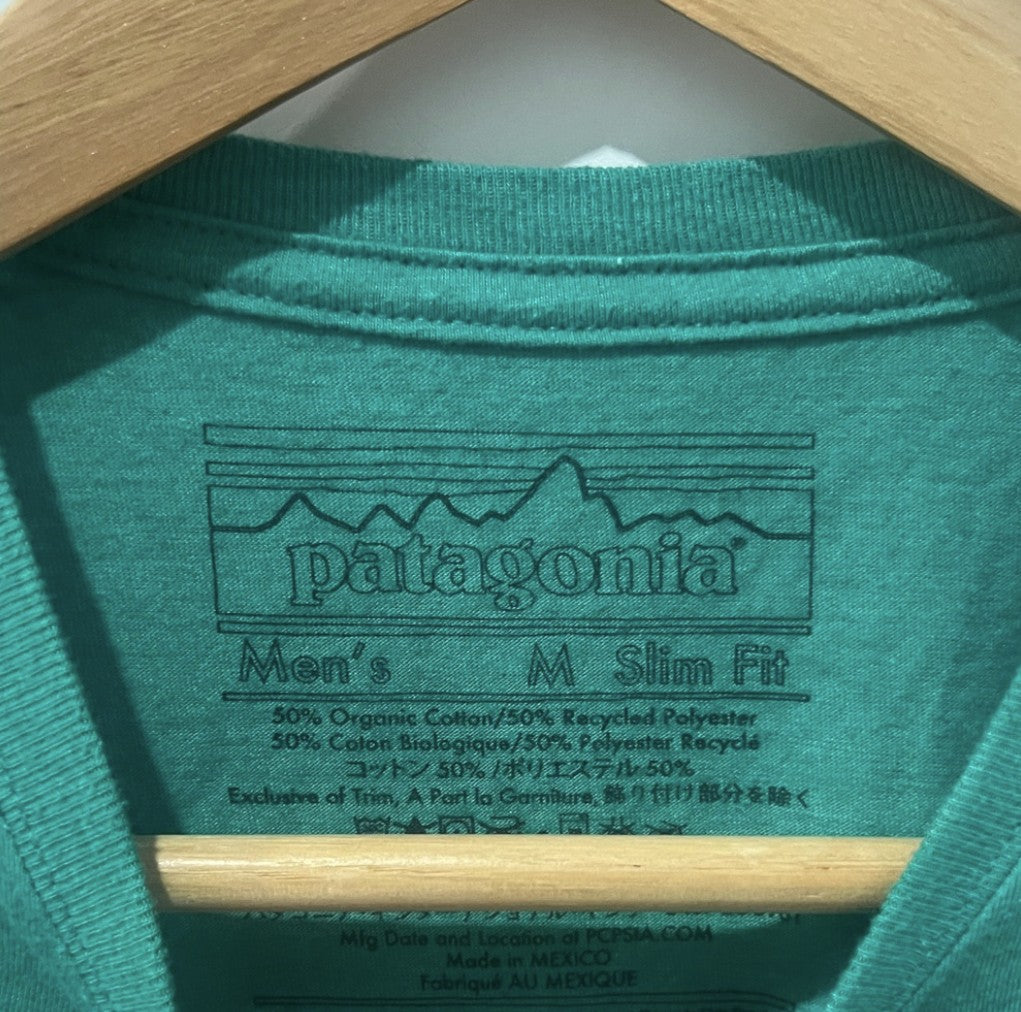 patagonia®
Men's M Slim Fit
50% Organic Cotton/50% Recycled Polyester
50% Coton Biologique/50% Polyester Recyclé
コットン 50% /ポリエステル 50%
Exclusive of Trim, A Part la Garniture, 飾り付け部分を除く
Mfg Date and Location of PCPSIA.COM
Made in MEXICO
Fabriqué AU MEXIQUE